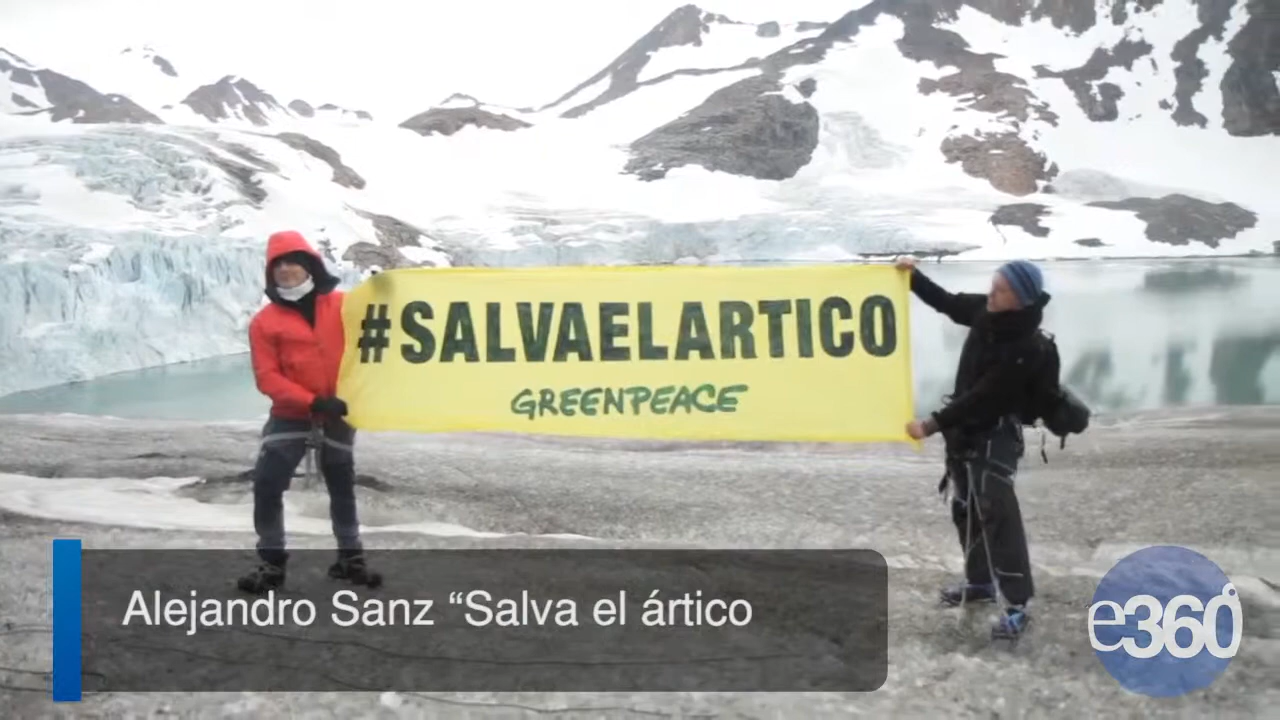 #SALVAELARTICO
GREENPEACE
Alejandro Sanz “Salva el ártico
e360°